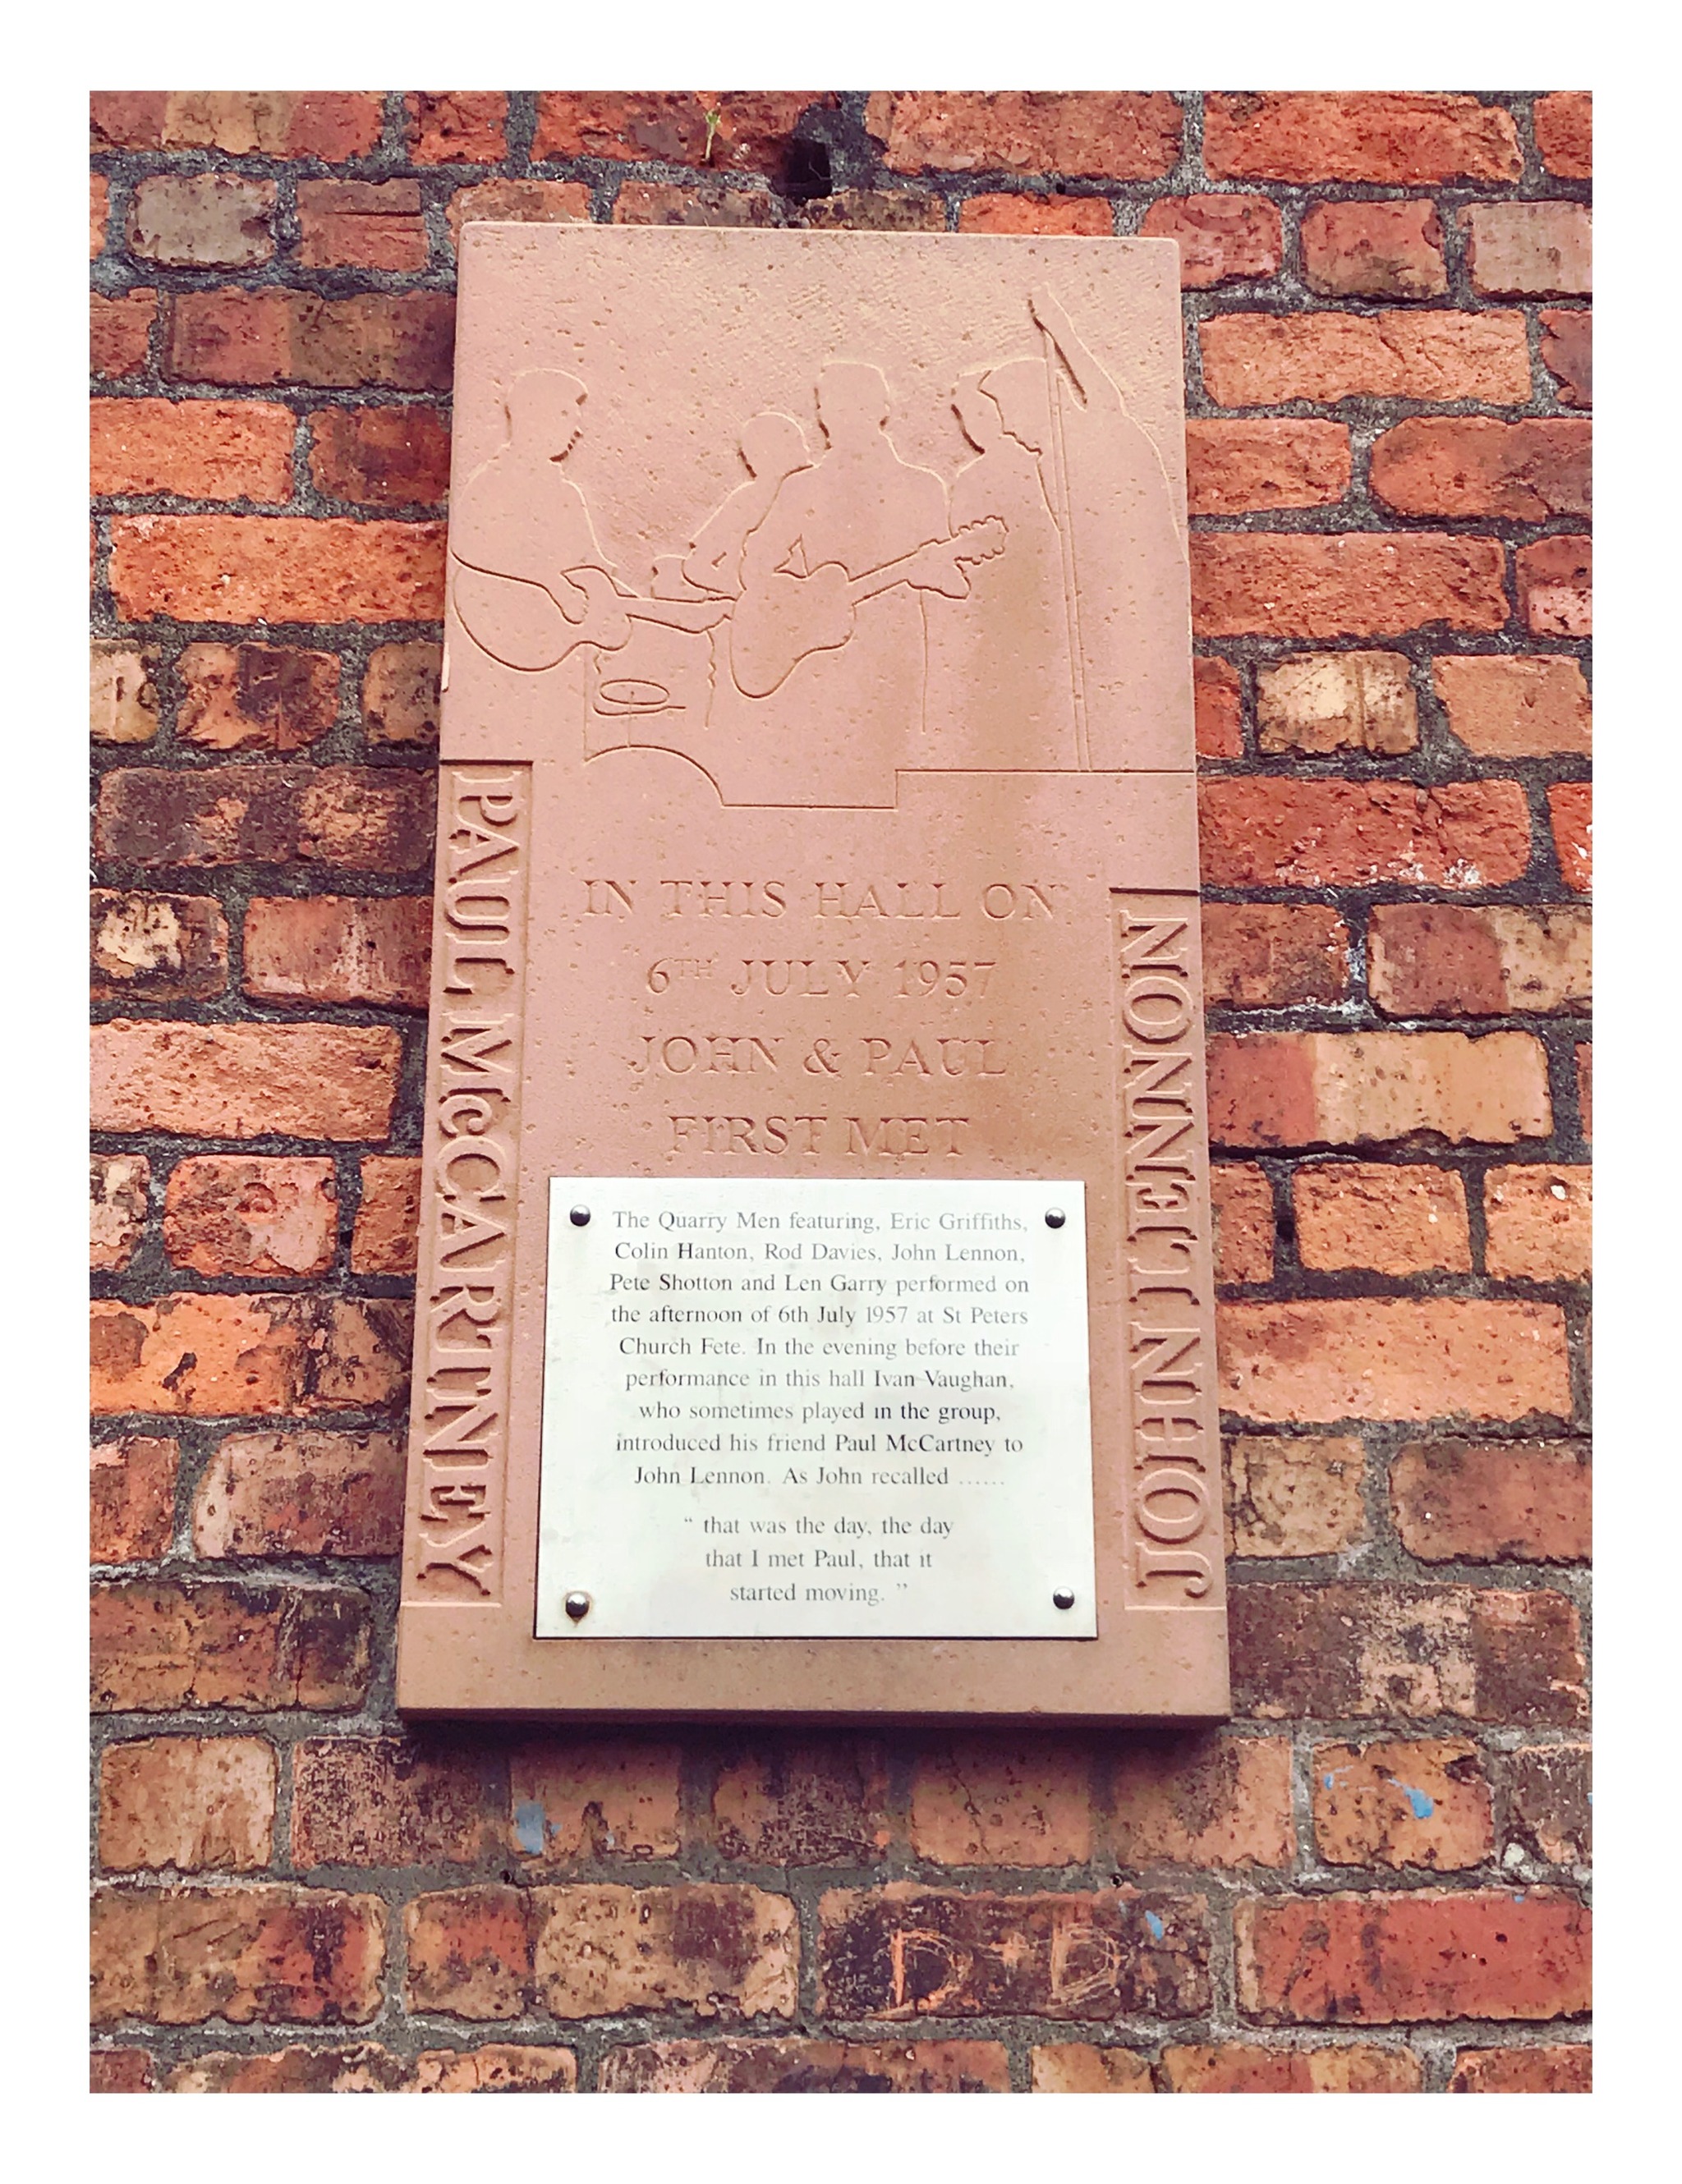 PAUL McCARTNEY
IN THIS HALL ON
6TH JULY 1957
JOHN & PAUL
FIRST MET
JOHN LENNON
The Quarry Men featuring, Eric Griffiths,
Colin Hanton, Rod Davies, John Lennon,
Pete Shotton and Len Garry performed on
the afternoon of 6th July 1957 at St Peters
Church Fete. In the evening before their
performance in this hall Ivan Vaughan,
who sometimes played in the group,
introduced his friend Paul McCartney to
John Lennon. As John recalled ......
“ that was the day, the day
that I met Paul, that it
started moving. ”
D+D